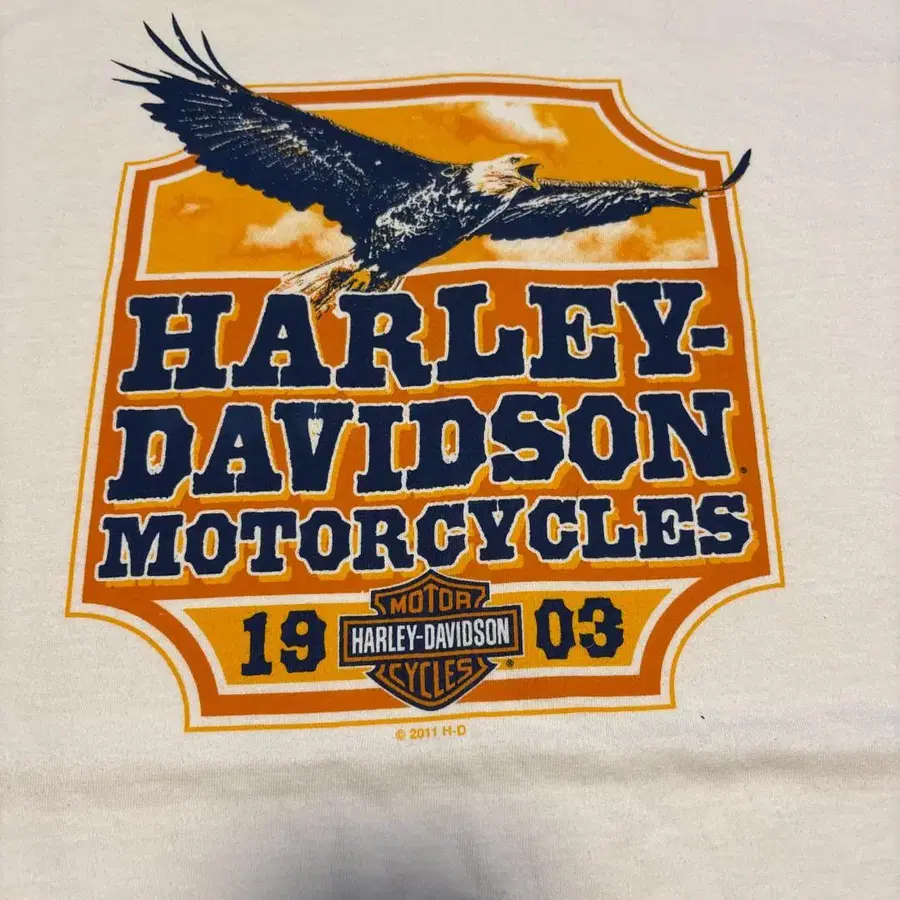 HARLEY-
DAVIDSON
MOTORCYCLES
19 03
MOTOR
HARLEY-DAVIDSON
CYCLES
© 2011 H-D